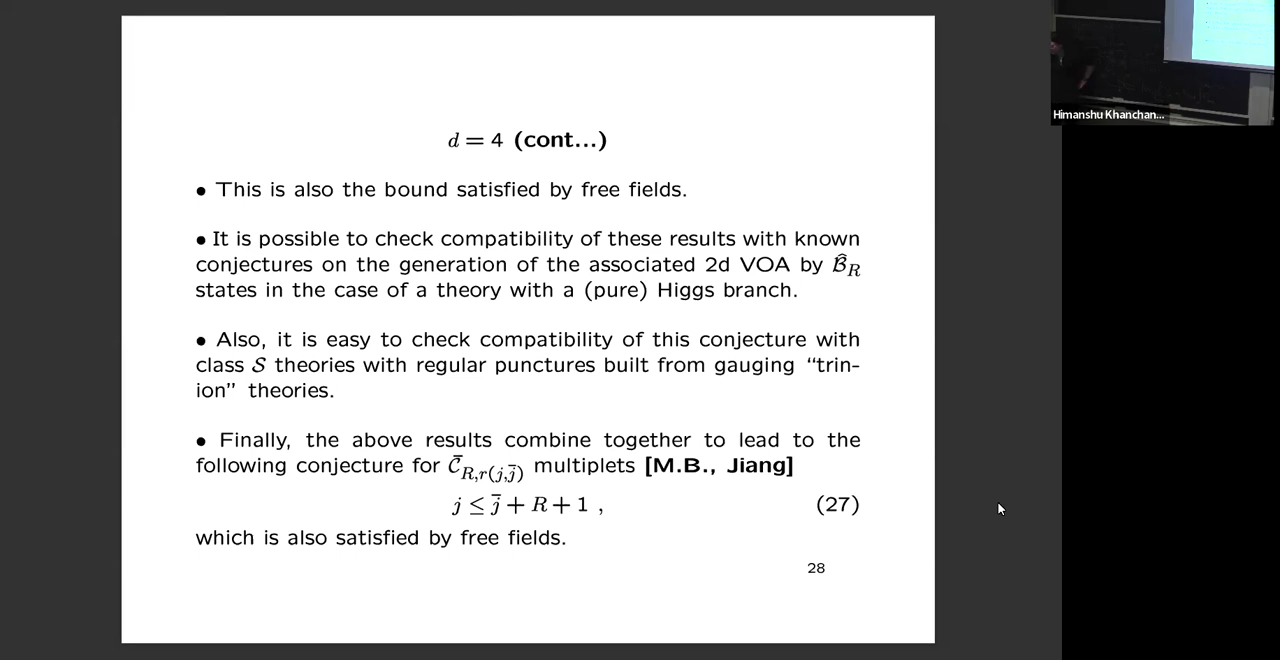 d = 4 (cont...)
• This is also the bound satisfied by free fields.
• It is possible to check compatibility of these results with known
conjectures on the generation of the associated 2d VOA by B̂_R
states in the case of a theory with a (pure) Higgs branch.
• Also, it is easy to check compatibility of this conjecture with
class S theories with regular punctures built from gauging “trin-
ion” theories.
• Finally, the above results combine together to lead to the
following conjecture for C̄_{R,r(j,j̄)} multiplets [M.B., Jiang]
j ≤ j̄ + R + 1 , (27)
which is also satisfied by free fields.
28
Himanshu Khanchan...